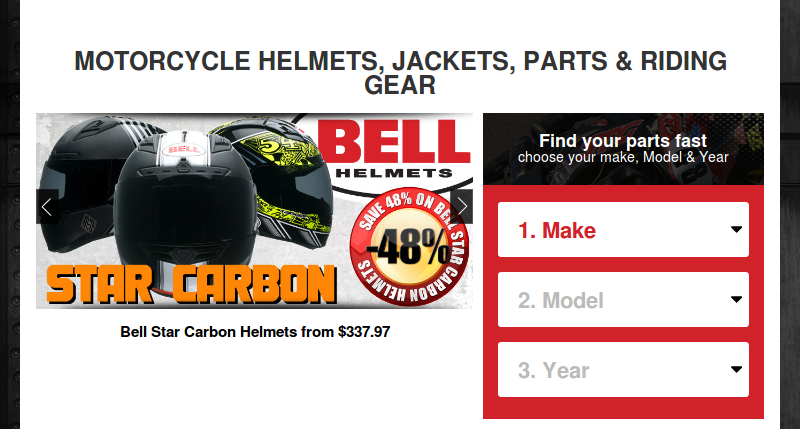 MOTORCYCLE HELMETS, JACKETS, PARTS & RIDING
GEAR
BELL
HELMETS
BELL
SAVE 48% ON BELL STAR CARBON HELMETS
-48%
STAR CARBON
Bell Star Carbon Helmets from $337.97
Find your parts fast
choose your make, Model & Year
1. Make
2. Model
3. Year